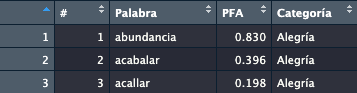 # Palabra PFA Categoría
1 1 abundancia 0.830 Alegría
2 2 acabalar 0.396 Alegría
3 3 acallar 0.198 Alegría